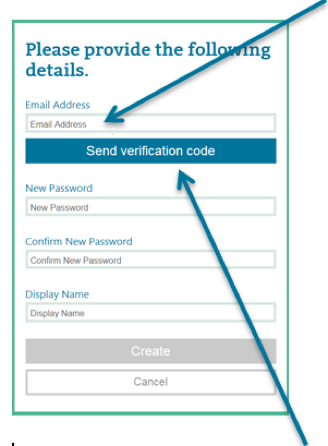 Please provide the following
details.
Email Address
Email Address
Send verification code
New Password
New Password
Confirm New Password
Confirm New Password
Display Name
Display Name
Create
Cancel